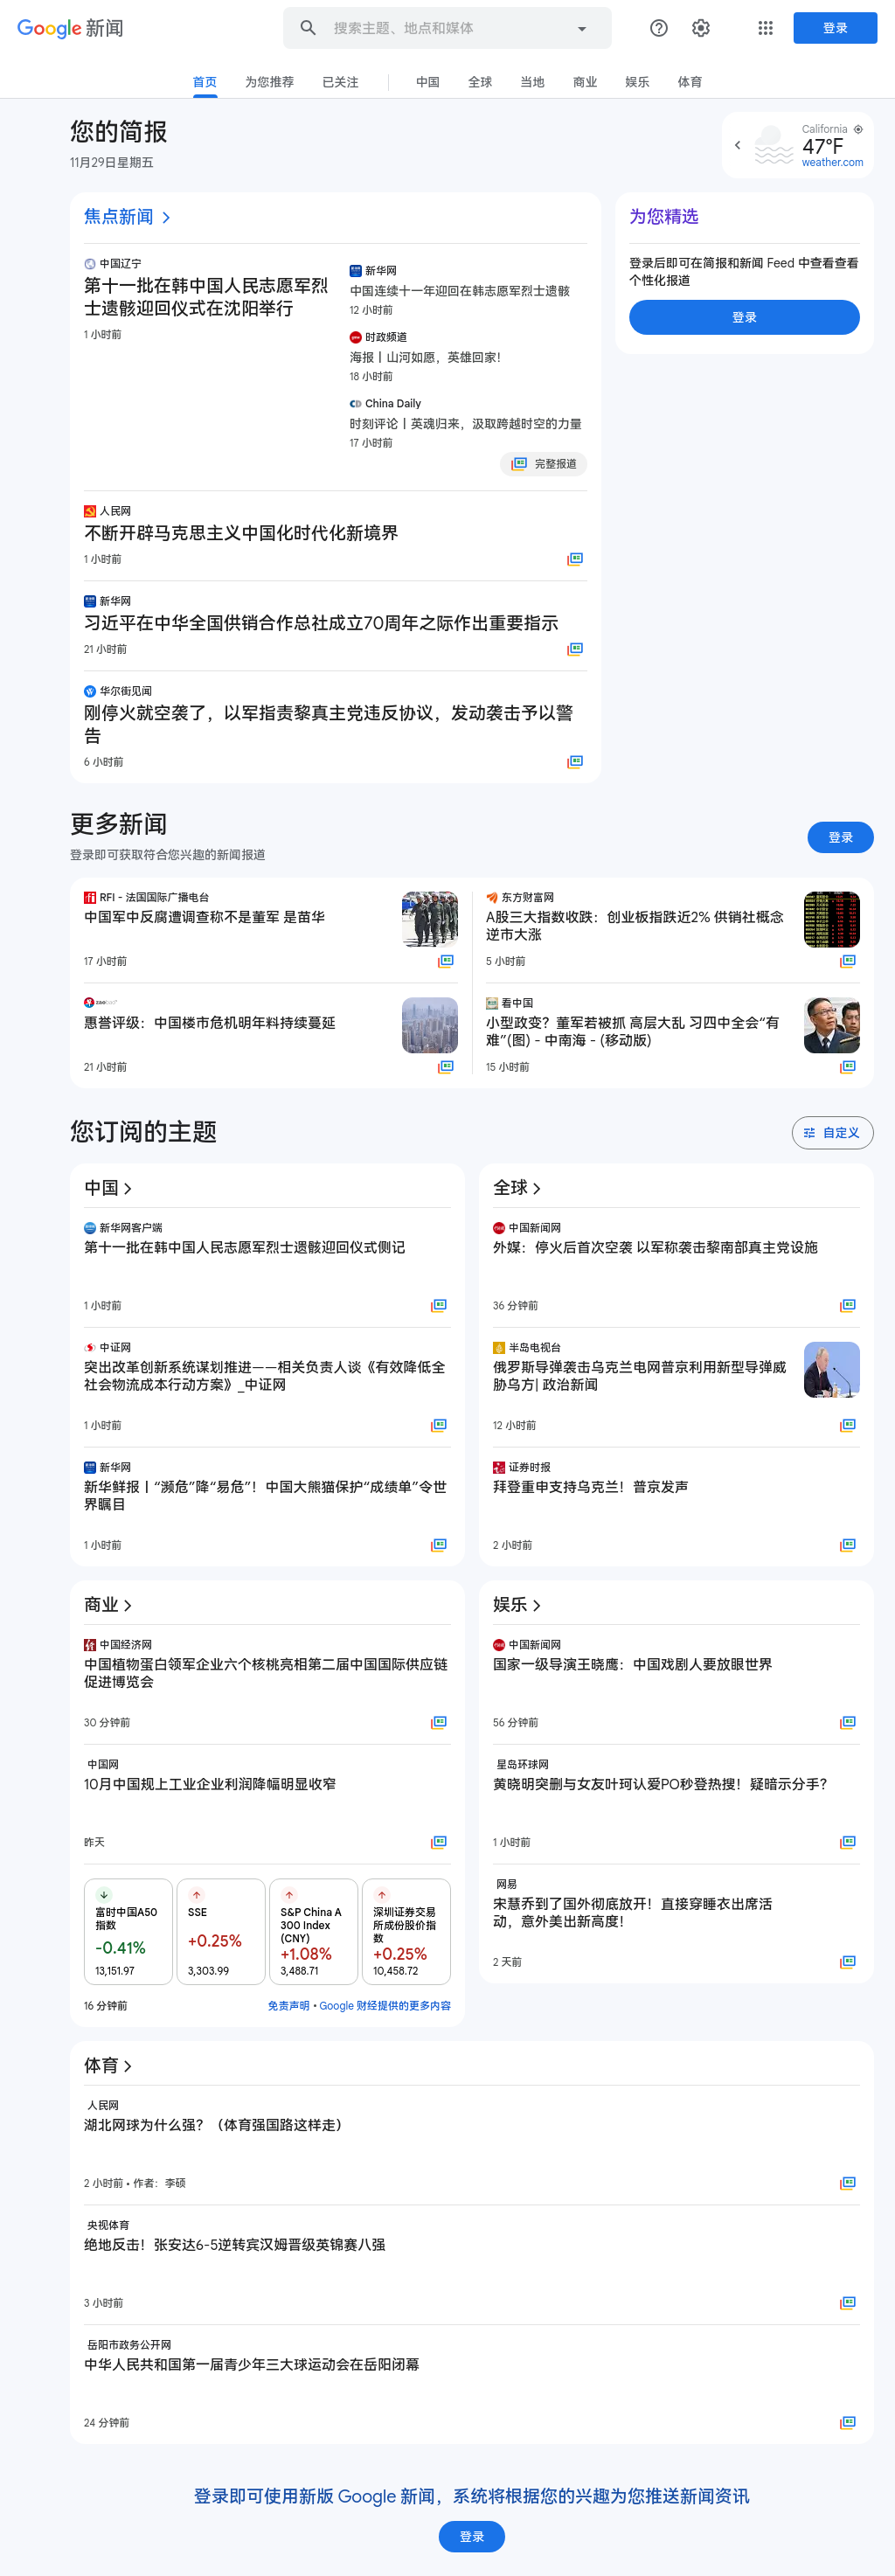 Google 新闻
搜索主题、地点和媒体
登录
首页
为您推荐
已关注
中国
全球
当地
商业
娱乐
体育
您的简报
11月29日星期五
California
47°F
weather.com
焦点新闻
中国辽宁
第十一批在韩中国人民志愿军烈
士遗骸迎回仪式在沈阳举行
1 小时前
新华网
中国连续十一年迎回在韩志愿军烈士遗骸
12 小时前
时政频道
海报丨山河如愿，英雄回家！
18 小时前
China Daily
时刻评论丨英魂归来，汲取跨越时空的力量
17 小时前
完整报道
人民网
不断开辟马克思主义中国化时代化新境界
1 小时前
新华网
习近平在中华全国供销合作总社成立70周年之际作出重要指示
21 小时前
华尔街见闻
刚停火就空袭了，以军指责黎真主党违反协议，发动袭击予以警
告
6 小时前
为您精选
登录后即可在简报和新闻 Feed 中查看查看
个性化报道
登录
更多新闻
登录即可获取符合您兴趣的新闻报道
登录
RFI - 法国国际广播电台
中国军中反腐遭调查称不是董军 是苗华
17 小时前
东方财富网
A股三大指数收跌：创业板指跌近2% 供销社概念
逆市大涨
5 小时前
zaobao
惠誉评级：中国楼市危机明年料持续蔓延
21 小时前
看中国
小型政变？董军若被抓 高层大乱 习四中全会“有
难”(图) - 中南海 - (移动版)
15 小时前
您订阅的主题
自定义
中国
新华网客户端
第十一批在韩中国人民志愿军烈士遗骸迎回仪式侧记
1 小时前
中证网
突出改革创新系统谋划推进——相关负责人谈《有效降低全
社会物流成本行动方案》_中证网
1 小时前
新华网
新华鲜报丨“濒危”降“易危”！中国大熊猫保护“成绩单”令世
界瞩目
1 小时前
全球
中国新闻网
外媒：停火后首次空袭 以军称袭击黎南部真主党设施
36 分钟前
半岛电视台
俄罗斯导弹袭击乌克兰电网普京利用新型导弹威
胁乌方| 政治新闻
12 小时前
证券时报
拜登重申支持乌克兰！普京发声
2 小时前
商业
中国经济网
中国植物蛋白领军企业六个核桃亮相第二届中国国际供应链
促进博览会
30 分钟前
中国网
10月中国规上工业企业利润降幅明显收窄
昨天
富时中国A50
指数
-0.41%
13,151.97
SSE
+0.25%
3,303.99
S&P China A
300 Index
(CNY)
+1.08%
3,488.71
深圳证券交易
所成份股价指
数
+0.25%
10,458.72
16 分钟前
免责声明 • Google 财经提供的更多内容
娱乐
中国新闻网
国家一级导演王晓鹰：中国戏剧人要放眼世界
56 分钟前
星岛环球网
黄晓明突删与女友叶珂认爱PO秒登热搜！疑暗示分手？
1 小时前
网易
宋慧乔到了国外彻底放开！直接穿睡衣出席活
动，意外美出新高度！
2 天前
体育
人民网
湖北网球为什么强？（体育强国路这样走）
2 小时前 • 作者：李硕
央视体育
绝地反击！张安达6-5逆转宾汉姆晋级英锦赛八强
3 小时前
岳阳市政务公开网
中华人民共和国第一届青少年三大球运动会在岳阳闭幕
24 分钟前
登录即可使用新版 Google 新闻，系统将根据您的兴趣为您推送新闻资讯
登录